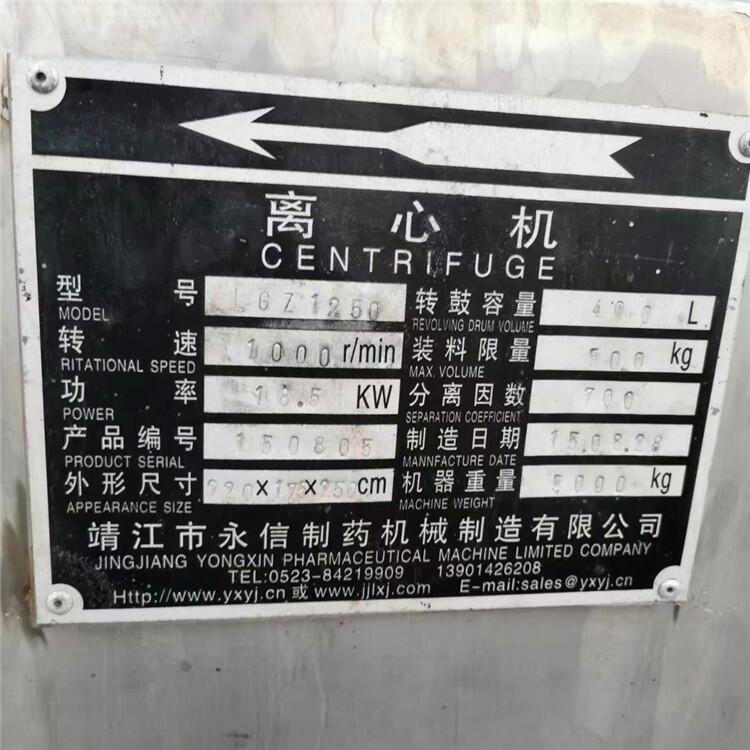 离心机
CENTRIFUGE
型号 LGZ1250 转鼓容量 400 L
MODEL REVOLVING DRUM VOLUME
转速 1000 r/min 装料限量 500 kg
RITATIONAL SPEED MAX. VOLUME
功率 18.5 KW 分离因数 700
POWER SEPARATION COEFFICIENT
产品编号 150805 制造日期 15.08.28
PRODUCT SERIAL MANNFACTURE DATE
外形尺寸 220x175x250cm 机器重量 5000 kg
APPEARANCE SIZE MACHINE WEIGHT
靖江市永信制药机械制造有限公司
JINGJIANG YONGXIN PHARMACEUTICAL MACHINE LIMITED COMPANY
TEL:0523-84219909 13901426208
Http://www.yxyj.cn 或 www.jjlxj.com E-mail:sales@yxyj.cn